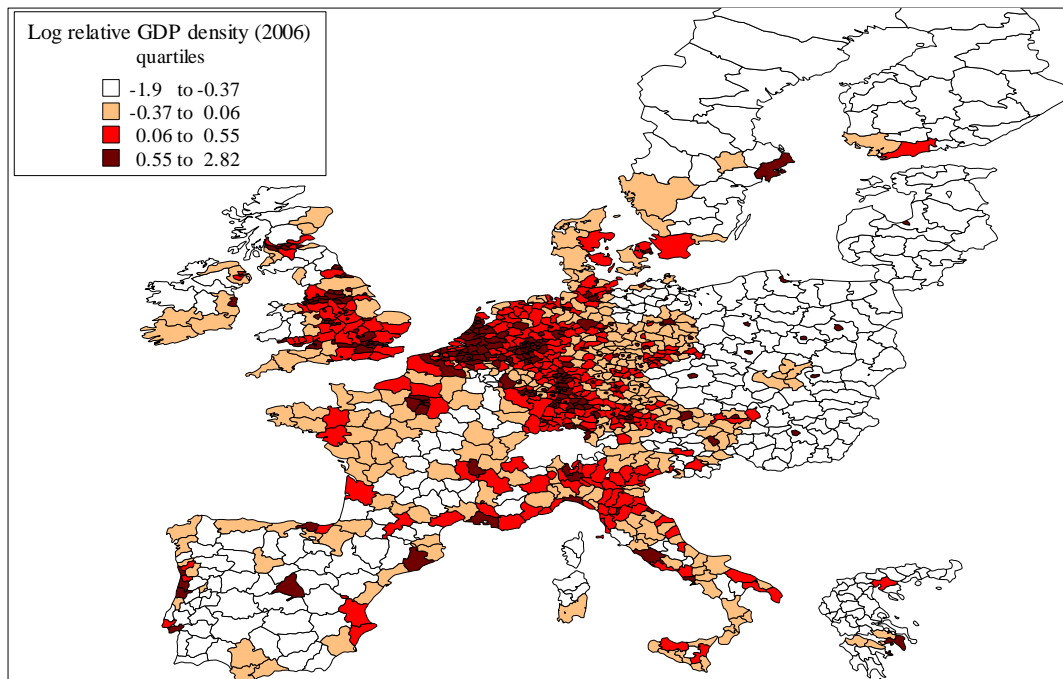 Log relative GDP density (2006)
quartiles
-1.9 to -0.37
-0.37 to 0.06
0.06 to 0.55
0.55 to 2.82